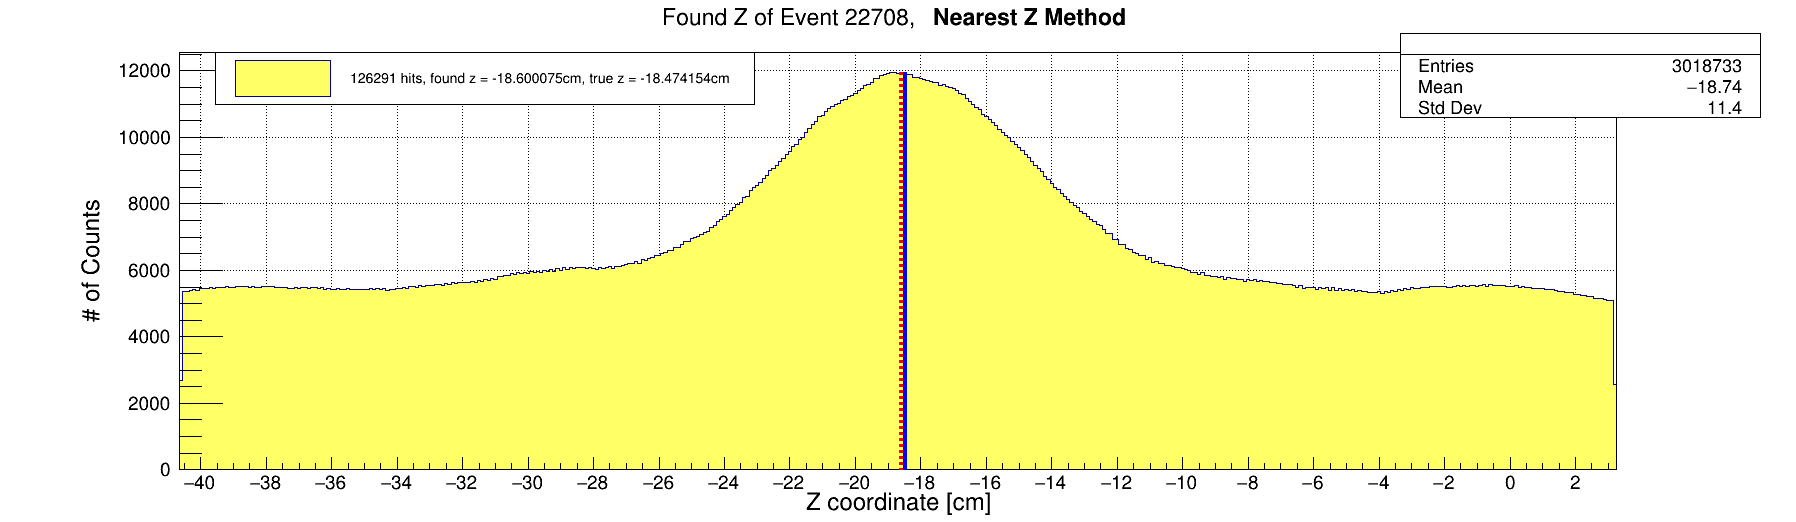 Found Z of Event 22708, Nearest Z Method
126291 hits, found z = -18.600075cm, true z = -18.474154cm
Entries 3018733
Mean −18.74
Std Dev 11.4
# of Counts
12000
10000
8000
6000
4000
2000
0
−40 −38 −36 −34 −32 −30 −28 −26 −24 −22 −20 −18 −16 −14 −12 −10 −8 −6 −4 −2 0 2
Z coordinate [cm]